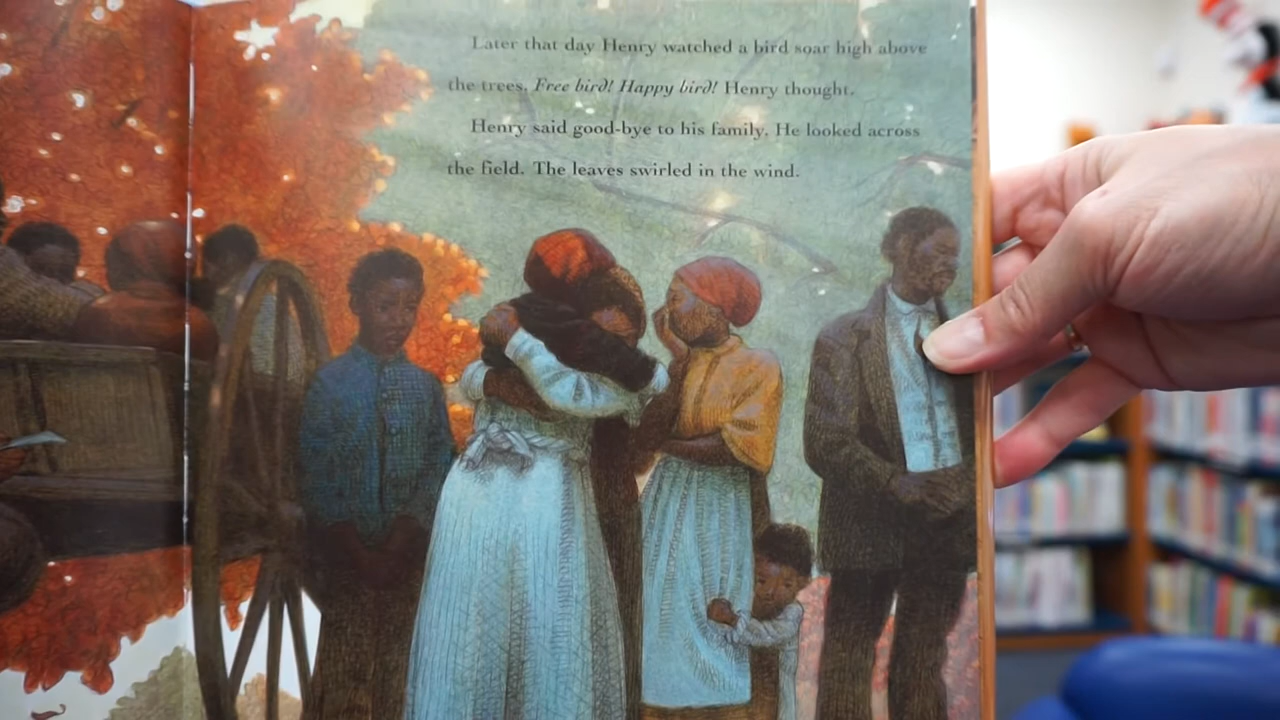 Later that day Henry watched a bird soar high above
the trees. Free bird! Happy bird! Henry thought.
Henry said good-bye to his family. He looked across
the field. The leaves swirled in the wind.